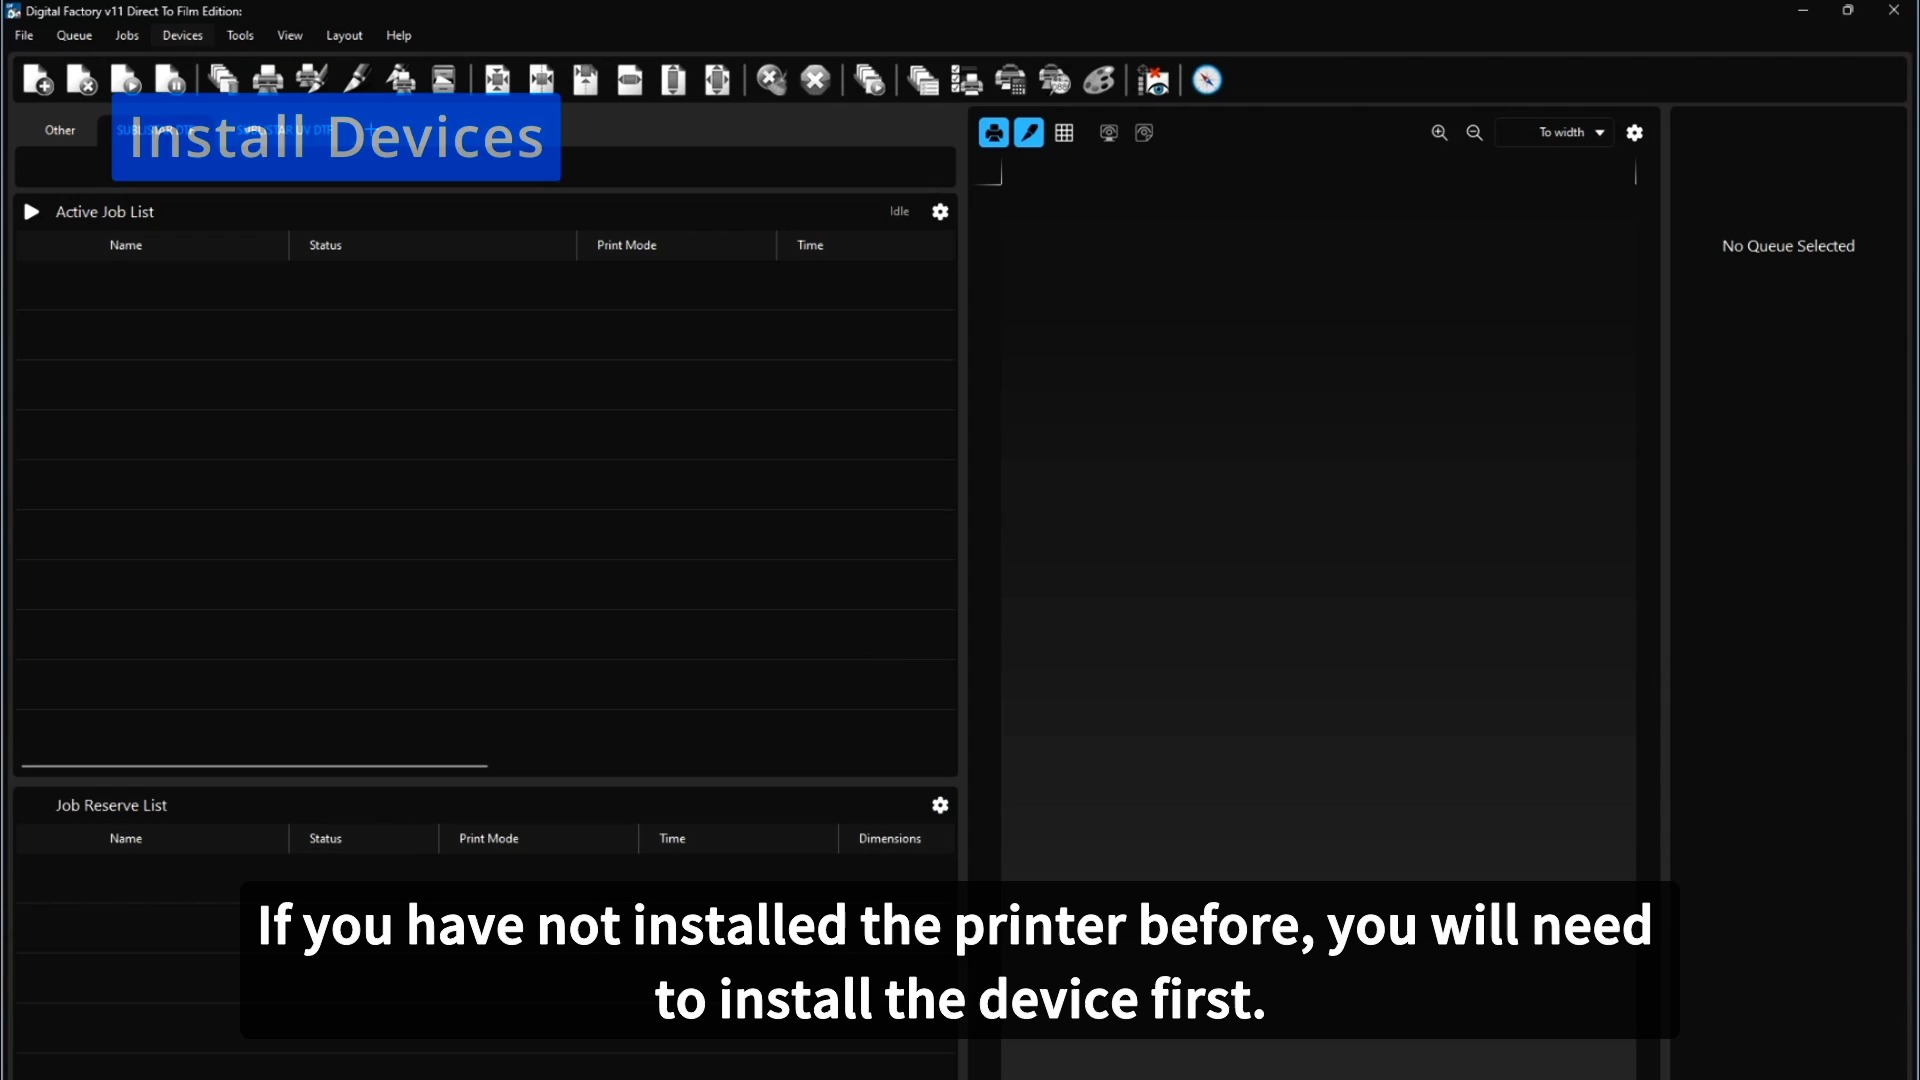 Digital Factory v11 Direct To Film Edition:
File Queue Jobs Devices Tools View Layout Help
Other
Install Devices
To width
Active Job List
Idle
Name Status Print Mode Time
No Queue Selected
Job Reserve List
Name Status Print Mode Time Dimensions
If you have not installed the printer before, you will need
to install the device first.